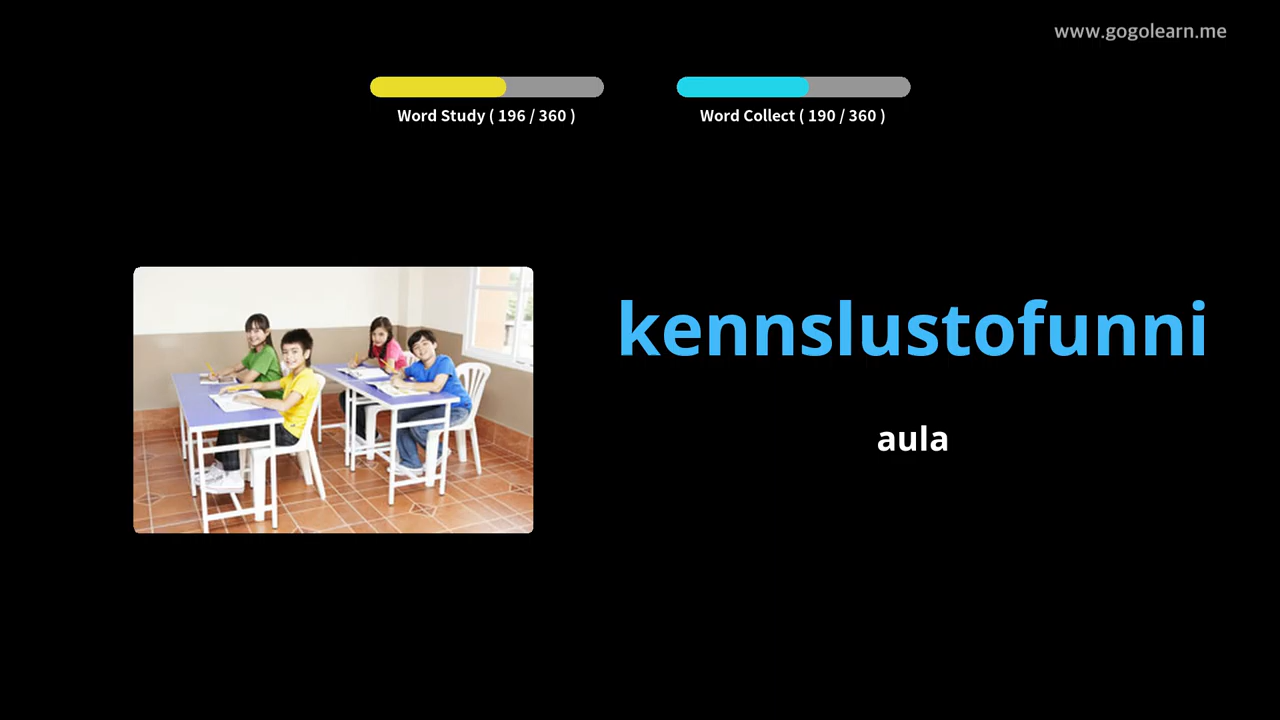 www.gogolearn.me
Word Study ( 196 / 360 )
Word Collect ( 190 / 360 )
kennslustofunni
aula